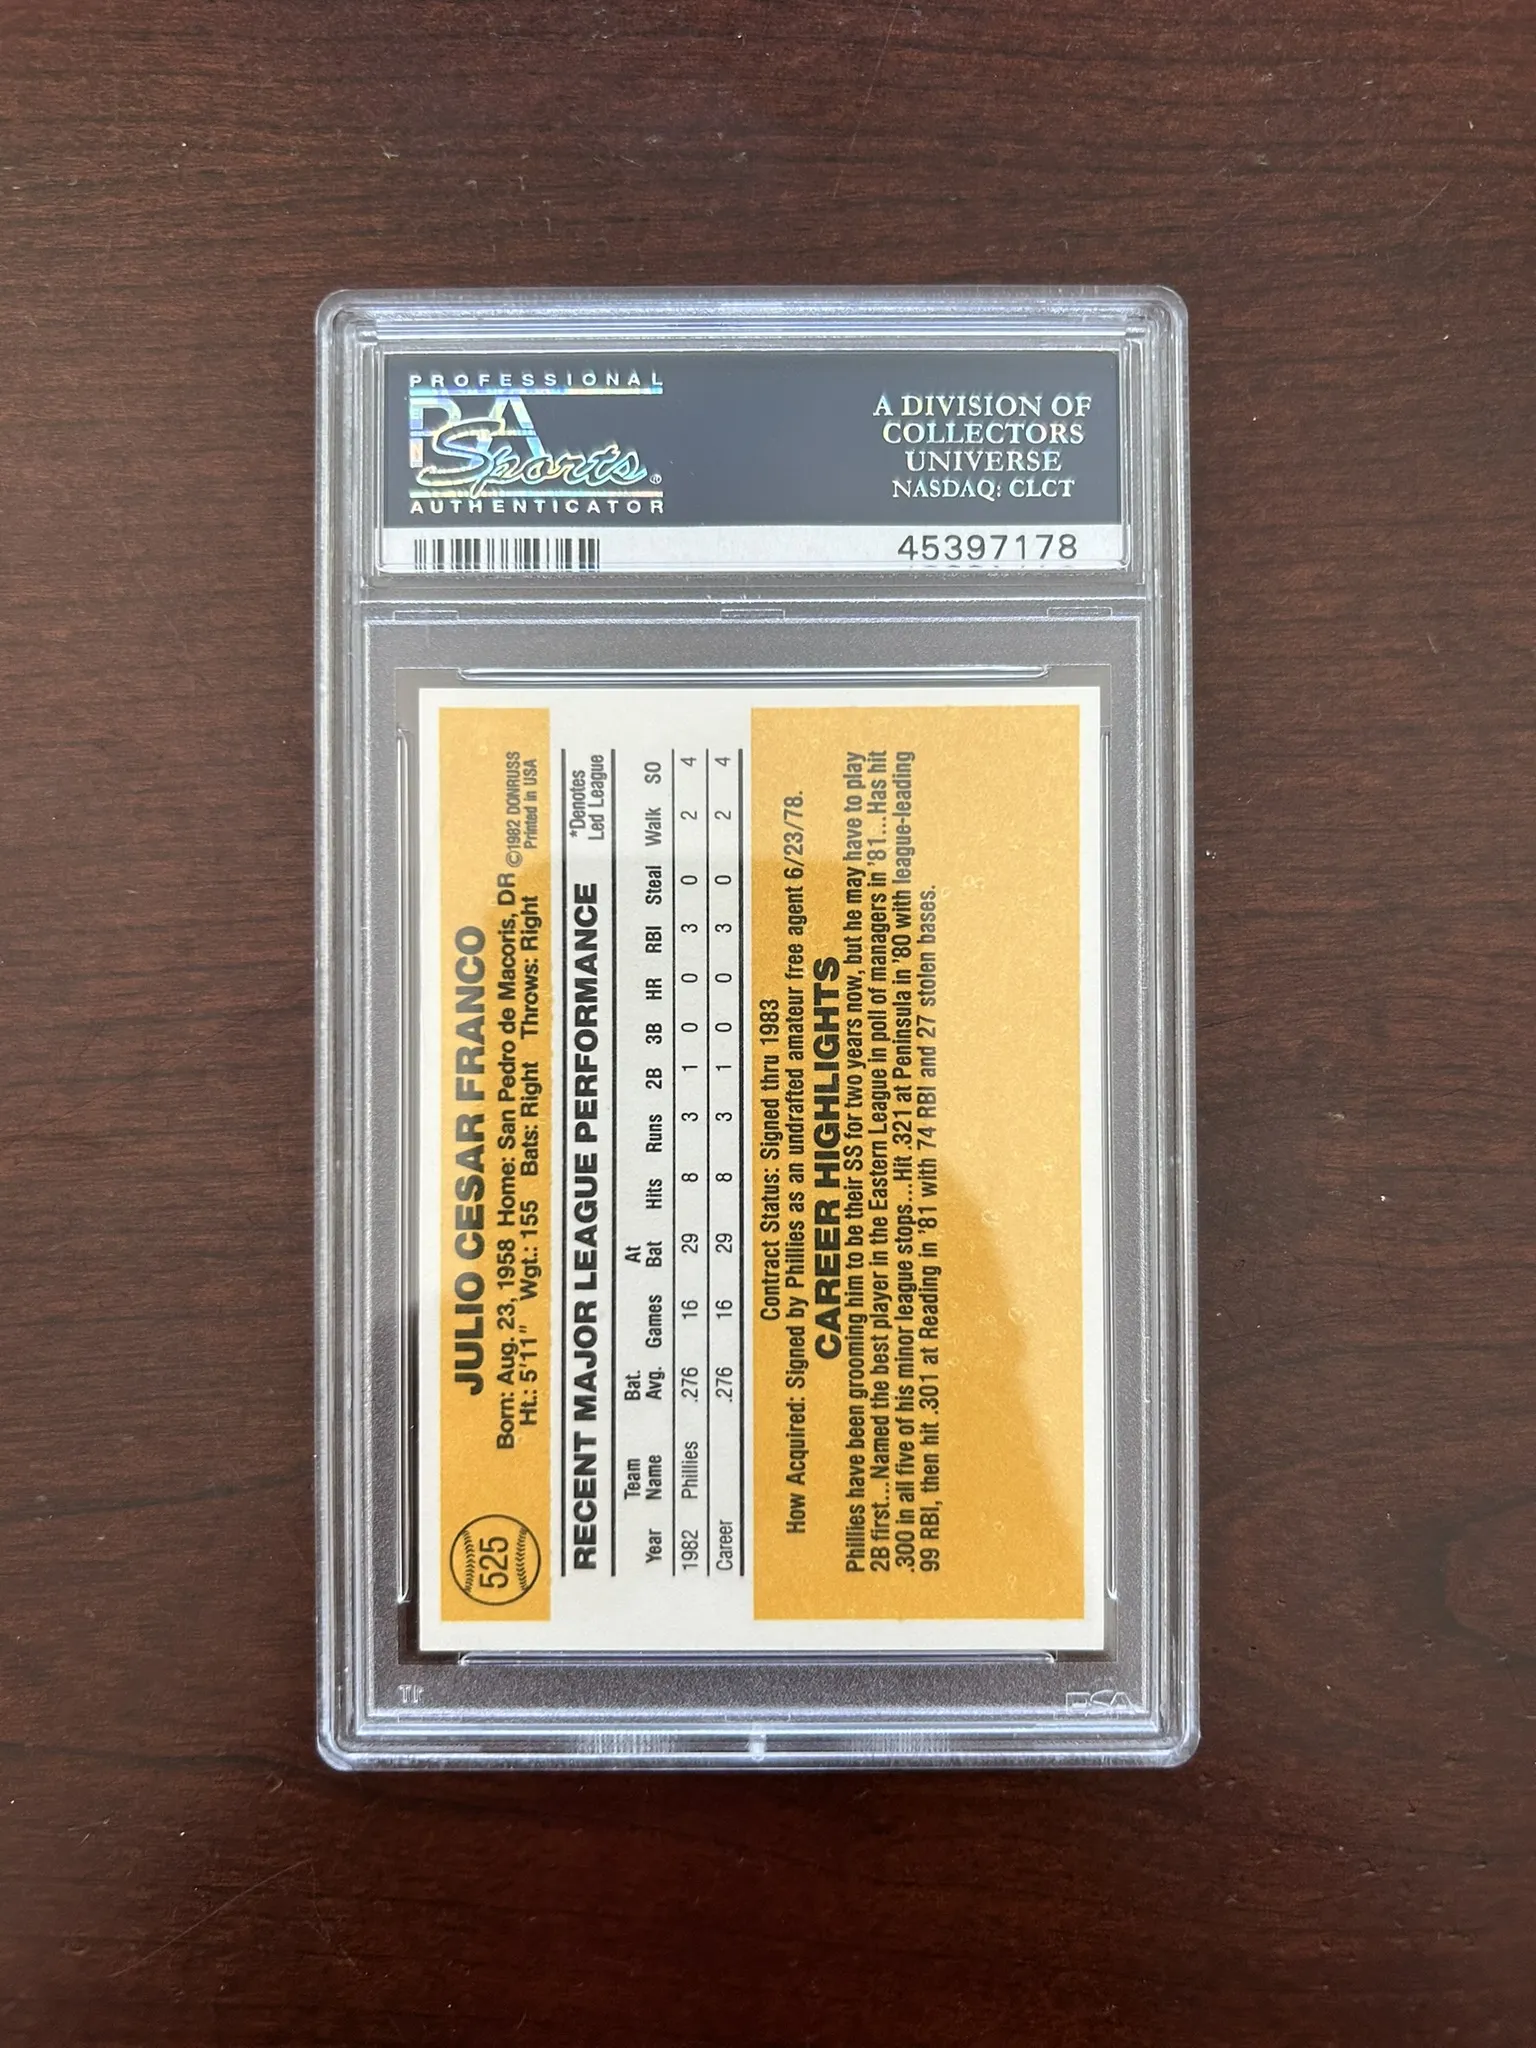 PROFESSIONAL
PSA
Sports®
AUTHENTICATOR
A DIVISION OF
COLLECTORS
UNIVERSE
NASDAQ: CLCT
45397178
525
JULIO CESAR FRANCO
Born: Aug. 23, 1958 Home: San Pedro de Macoris, DR ©1982 DONRUSS
Ht.: 5'11" Wgt.: 155 Bats: Right Throws: Right Printed in USA
RECENT MAJOR LEAGUE PERFORMANCE
*Denotes
Led League
Team Bat. At
Year Name Avg. Games Bat Hits Runs 2B 3B HR RBI Steal Walk SO
1982 Phillies .276 16 29 8 3 1 0 0 3 0 2 4
Career .276 16 29 8 3 1 0 0 3 0 2 4
Contract Status: Signed thru 1983
How Acquired: Signed by Phillies as an undrafted amateur free agent 6/23/78.
CAREER HIGHLIGHTS
Phillies have been grooming him to be their SS for two years now, but he may have to play
2B first...Named the best player in the Eastern League in poll of managers in '81...Has hit
.300 in all five of his minor league stops...Hit .321 at Peninsula in '80 with league-leading
99 RBI, then hit .301 at Reading in '81 with 74 RBI and 27 stolen bases.
PSA